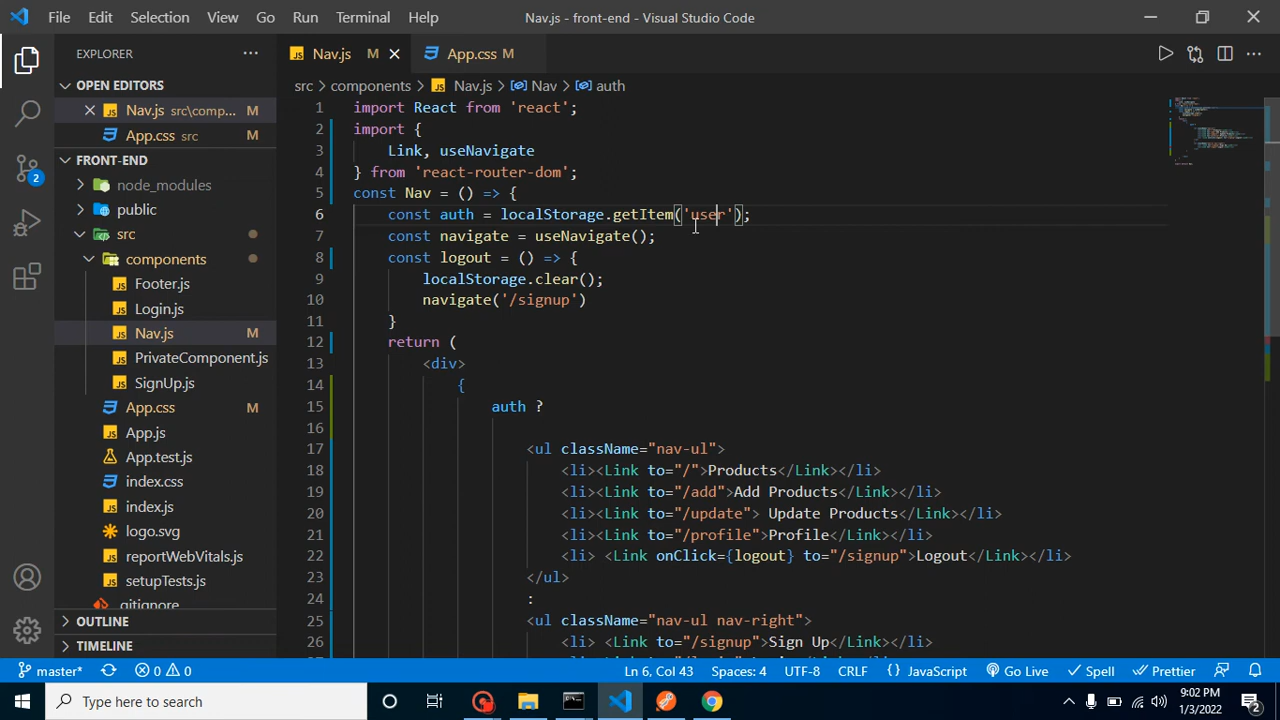 File Edit Selection View Go Run Terminal Help Nav.js - front-end - Visual Studio Code
EXPLORER
Nav.js M
App.css M
OPEN EDITORS
Nav.js src\comp... M
App.css src M
FRONT-END
node_modules
public
src
components
Footer.js
Login.js
Nav.js M
PrivateComponent.js
SignUp.js
App.css M
App.js
App.test.js
index.css
index.js
logo.svg
reportWebVitals.js
setupTests.js
.gitignore
OUTLINE
TIMELINE
2
src > components > Nav.js > Nav > auth
1 import React from 'react';
2 import {
3 Link, useNavigate
4 } from 'react-router-dom';
5 const Nav = () => {
6 const auth = localStorage.getItem('user');
7 const navigate = useNavigate();
8 const logout = () => {
9 localStorage.clear();
10 navigate('/signup')
11 }
12 return (
13 <div>
14 {
15 auth ?
16
17 <ul className="nav-ul">
18 <li><Link to="/">Products</Link></li>
19 <li><Link to="/add">Add Products</Link></li>
20 <li><Link to="/update"> Update Products</Link></li>
21 <li><Link to="/profile">Profile</Link></li>
22 <li> <Link onClick={logout} to="/signup">Logout</Link></li>
23 </ul>
24 :
25 <ul className="nav-ul nav-right">
26 <li> <Link to="/signup">Sign Up</Link></li>
master* 0 0 Ln 6, Col 43 Spaces: 4 UTF-8 CRLF { } JavaScript Go Live Spell Prettier
Type here to search
9:02 PM
1/3/2022
2